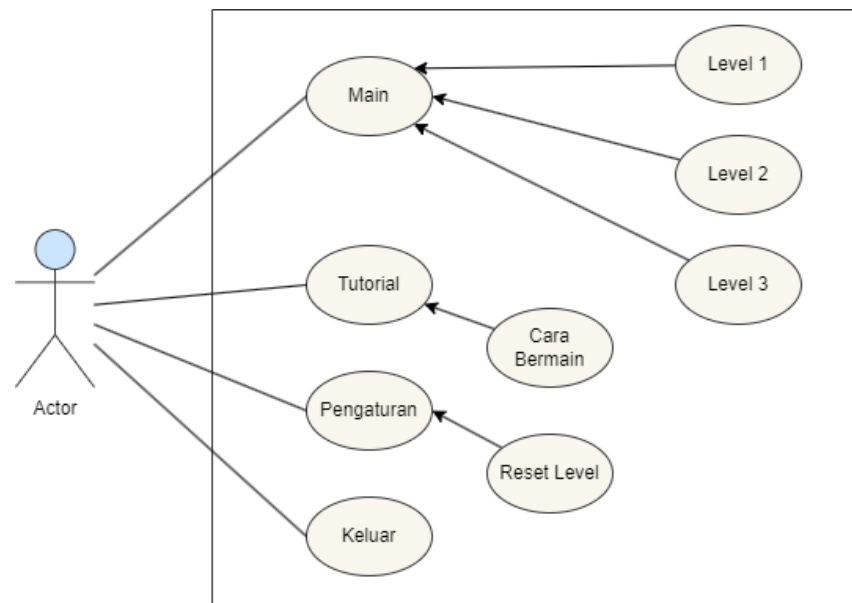 Main
Level 1
Level 2
Level 3
Tutorial
Cara
Bermain
Actor
Pengaturan
Reset Level
Keluar